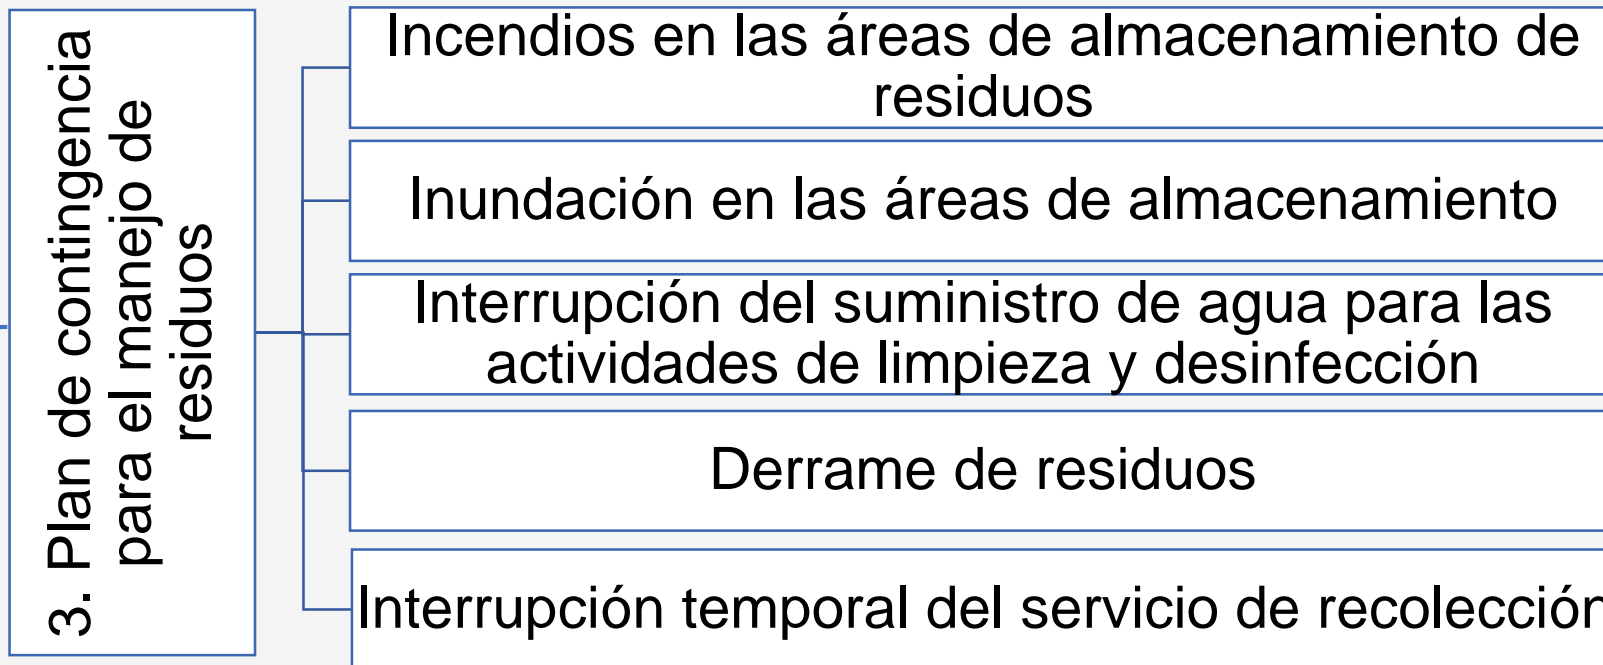 3. Plan de contingencia
para el manejo de
residuos
Incendios en las áreas de almacenamiento de
residuos
Inundación en las áreas de almacenamiento
Interrupción del suministro de agua para las
actividades de limpieza y desinfección
Derrame de residuos
Interrupción temporal del servicio de recolección